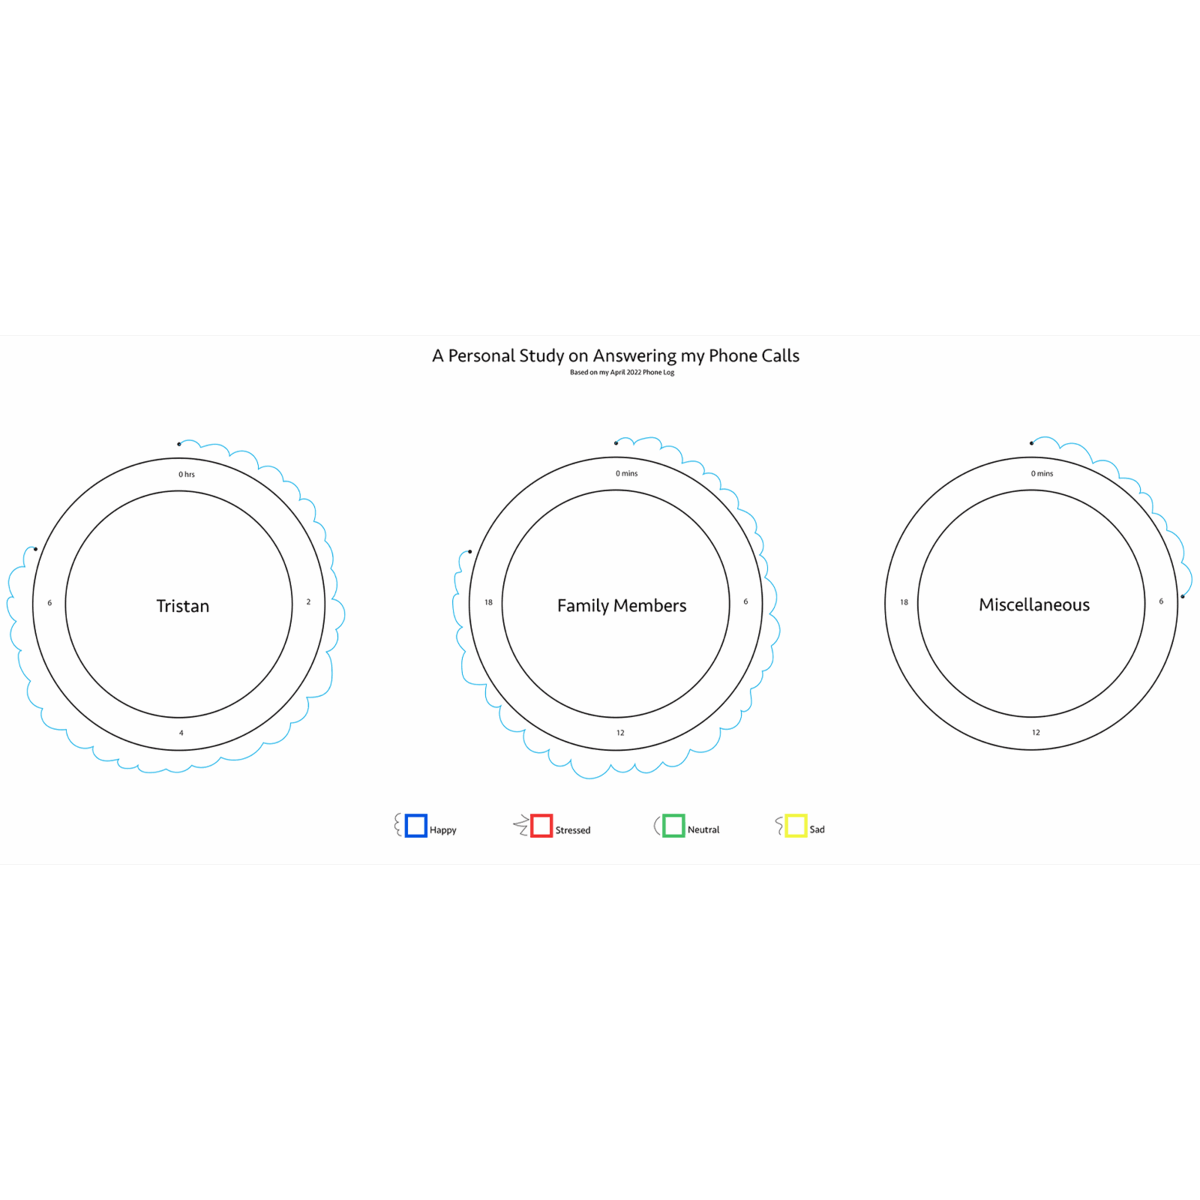 A Personal Study on Answering my Phone Calls
Based on my April 2022 Phone Log
0 hrs
2
4
6
Tristan
0 mins
6
12
18
Family Members
0 mins
6
12
18
Miscellaneous
Happy
Stressed
Neutral
Sad